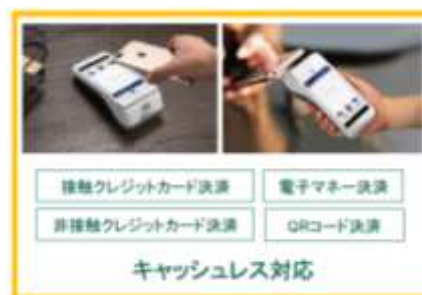 接触クレジットカード決済
電子マネー決済
非接触クレジットカード決済
QRコード決済
キャッシュレス対応